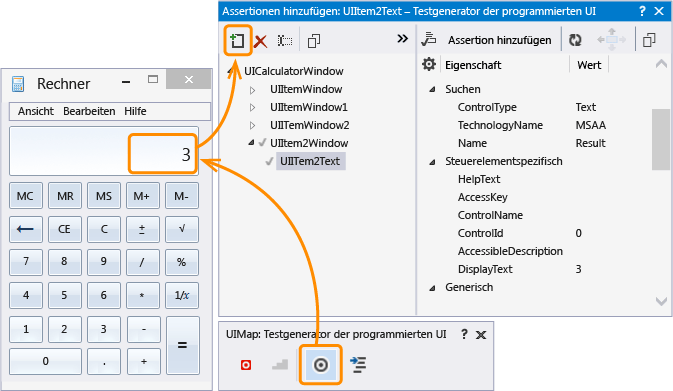 Assertionen hinzufügen: UIItem2Text – Testgenerator der programmierten UI ? X
» Assertion hinzufügen
UICalculatorWindow
UIItemWindow
UIItemWindow1
UIITemWindow2
UIItem2Window
UIITem2Text
Eigenschaft Wert
Suchen
ControlType Text
TechnologyName MSAA
Name Result
Steuerelementspezifisch
HelpText
AccessKey
ControlName
ControlId 0
AccessibleDescription
DisplayText 3
Generisch
Rechner
Ansicht Bearbeiten Hilfe
3
MC MR MS M+ M-
← CE C ± √
7 8 9 / %
4 5 6 * 1/x
1 2 3 - =
0 . +
UIMap: Testgenerator der programmierten UI ? X